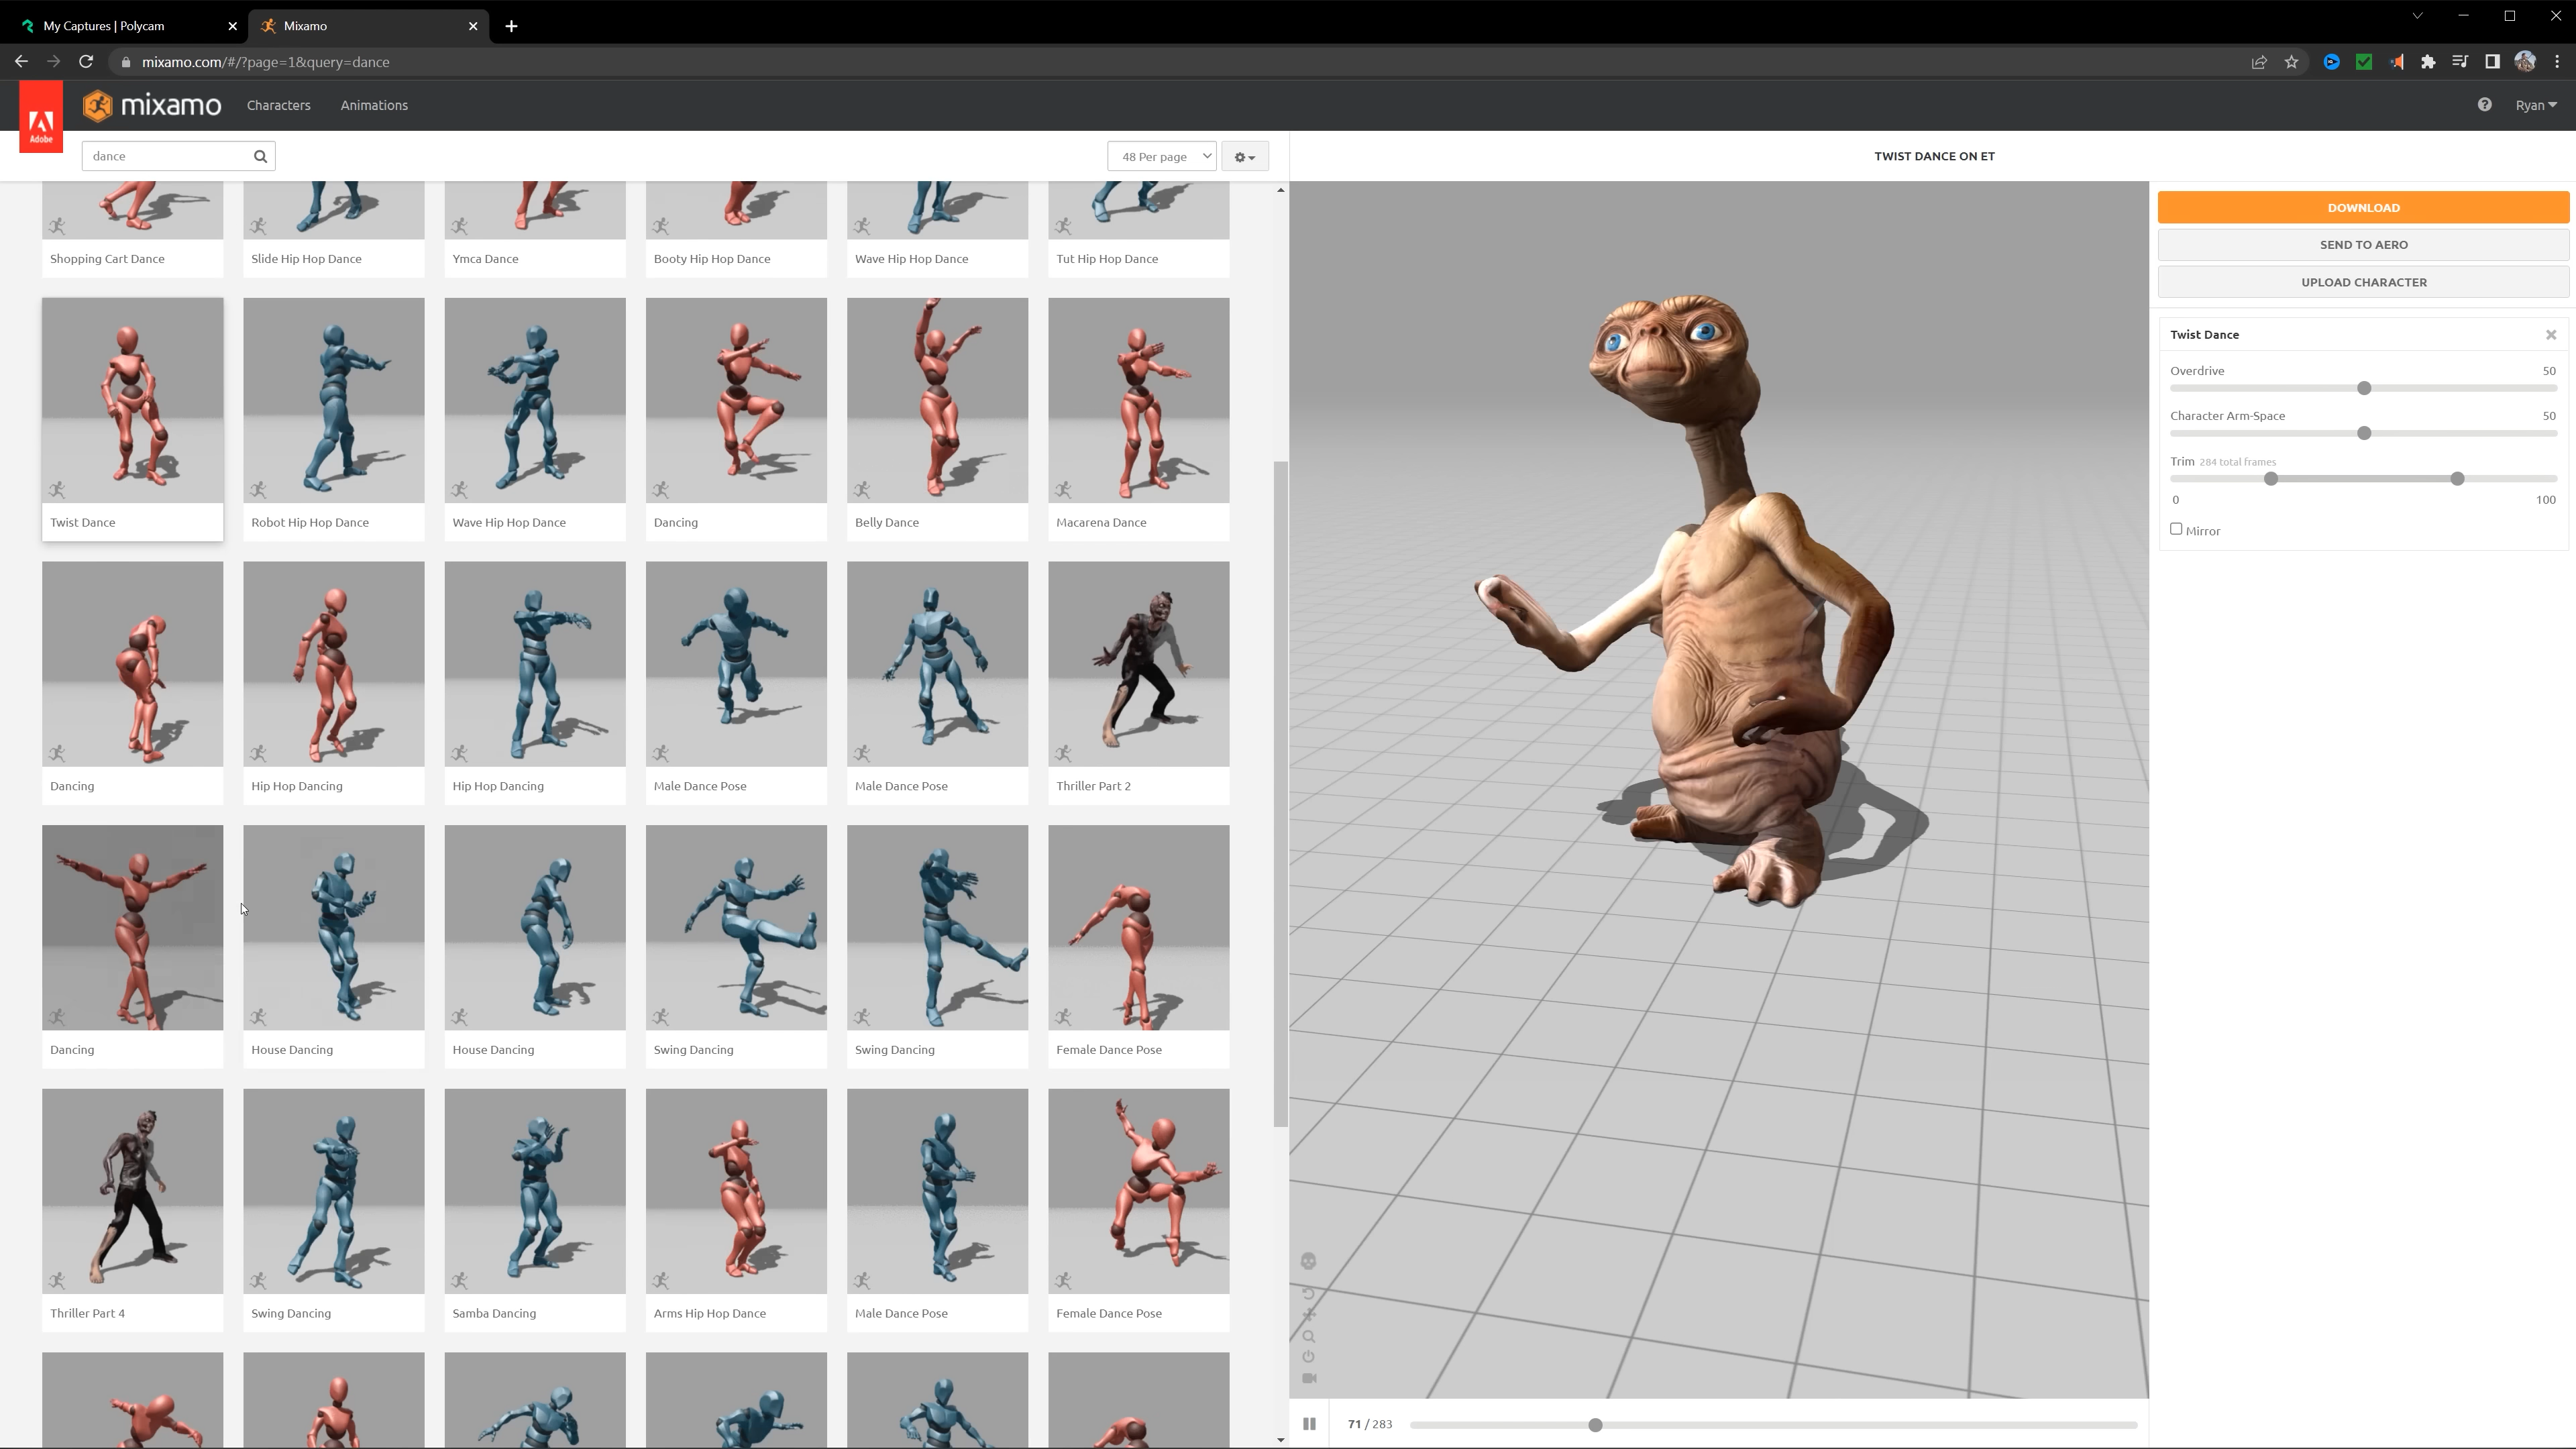 My Captures | Polycam
Mixamo
mixamo.com/#/?page=1&query=dance
Adobe
mixamo
Characters
Animations
Ryan
dance
48 Per page
TWIST DANCE ON ET
Shopping Cart Dance
Slide Hip Hop Dance
Ymca Dance
Booty Hip Hop Dance
Wave Hip Hop Dance
Tut Hip Hop Dance
Twist Dance
Robot Hip Hop Dance
Wave Hip Hop Dance
Dancing
Belly Dance
Macarena Dance
Dancing
Hip Hop Dancing
Hip Hop Dancing
Male Dance Pose
Male Dance Pose
Thriller Part 2
Dancing
House Dancing
House Dancing
Swing Dancing
Swing Dancing
Female Dance Pose
Thriller Part 4
Swing Dancing
Samba Dancing
Arms Hip Hop Dance
Male Dance Pose
Female Dance Pose
71 / 283
DOWNLOAD
SEND TO AERO
UPLOAD CHARACTER
Twist Dance
Overdrive 50
Character Arm-Space 50
Trim 284 total frames
0 100
Mirror